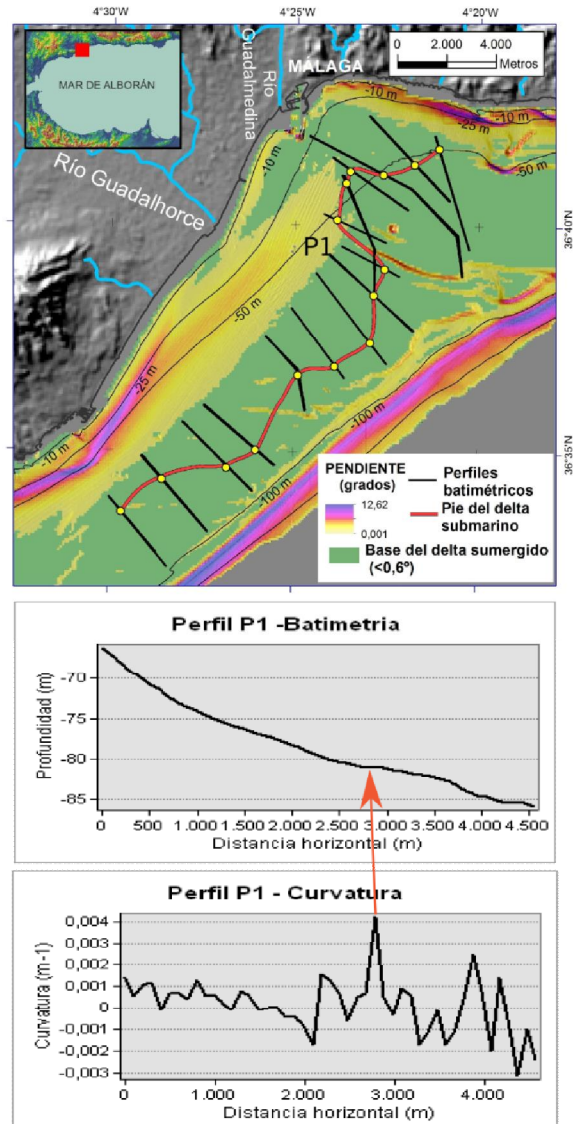 4°30'
4°25'
4°20'
MAR DE ALBORÁN
Río
Guadalmedina
MÁLAGA
0 2.000 4.000
Metros
Río Guadalhorce
-10 m
-10 m
-25 m
-10 m
-50 m
36°40'
P1
-50 m
-25 m
-100 m
-10 m
36°35'
-100 m
PENDIENTE
(grados)
12,62
0,001
Perfiles
batimétricos
Pie del delta
submarino
Base del delta sumergido
(<0,6º)
Perfil P1 -Batimetria
Profundidad (m)
-70
-75
-80
-85
0 500 1.000 1.500 2.000 2.500 3.000 3.500 4.000 4.500
Distancia horizontal (m)
Perfil P1 - Curvatura
Curvatura (m-1)
0,004
0,003
0,002
0,001
0
-0,001
-0,002
-0,003
0 1.000 2.000 3.000 4.000
Distancia horizontal (m)